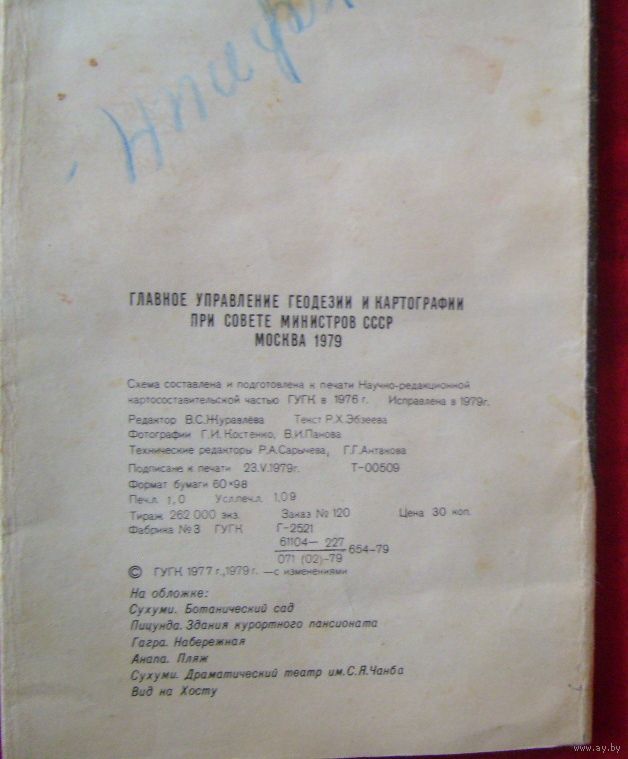 ГЛАВНОЕ УПРАВЛЕНИЕ ГЕОДЕЗИИ И КАРТОГРАФИИ
ПРИ СОВЕТЕ МИНИСТРОВ СССР
МОСКВА 1979
Схема составлена и подготовлена к печати Научно-редакционной
картосоставительской частью ГУГК в 1976 г. Исправлена в 1979г.
Редактор В.С.Журавлёва Текст Р.Х.Эбзеева
Фотографии Г.И.Костенко, В.И.Панова
Технические редакторы Р.А.Сарычева, Г.Г.Антакова
Подписано к печати 23.V.1979г. Т-00509
Формат бумаги 60×98
Печ.л. 1,0 Усл.печ.л. 1,09
Тираж 262 000 экз. Заказ № 120 Цена 30 коп.
Фабрика №3 ГУГК Г-2521
61104— 227
071 (02)-79 654-79
© ГУГК 1977 г., 1979 г. — с изменениями
На обложке:
Сухуми. Ботанический сад
Пицунда. Здания курортного пансионата
Гагра. Набережная
Анапа. Пляж
Сухуми. Драматический театр им.С.Я.Чанба
Вид на Хосту
www.ay.by